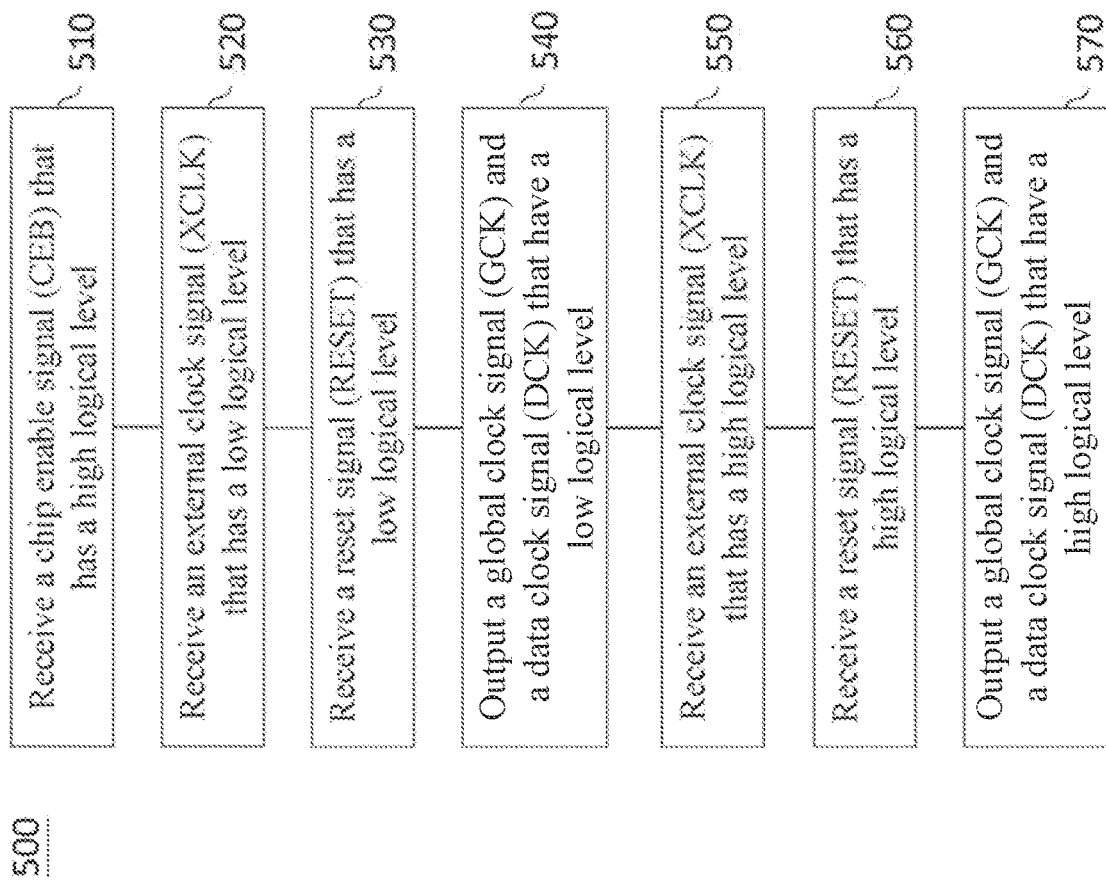 500
Receive a chip enable signal (CEB) that
has a high logical level
510
Receive an external clock signal (XCLK)
that has a low logical level
520
Receive a reset signal (RESET) that has a
low logical level
530
Output a global clock signal (GCK) and
a data clock signal (DCK) that have a
low logical level
540
Receive an external clock signal (XCLK)
that has a high logical level
550
Receive a reset signal (RESET) that has a
high logical level
560
Output a global clock signal (GCK) and
a data clock signal (DCK) that have a
high logical level
570